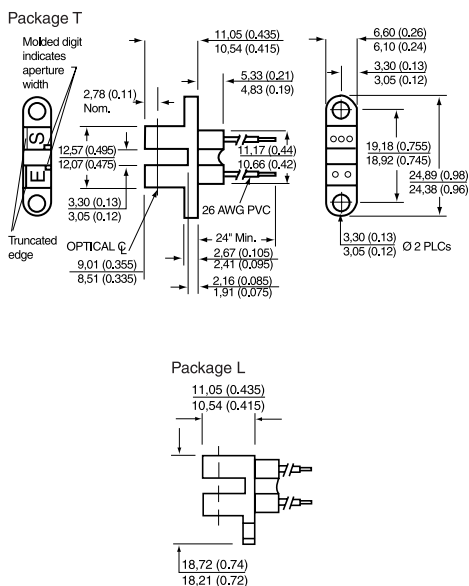 Package T
Molded digit
indicates
aperture
width
11,05 (0.435)
10,54 (0.415)
6,60 (0.26)
6,10 (0.24)
2,78 (0.11)
Nom.
5,33 (0.21)
4,83 (0.19)
3,30 (0.13)
3,05 (0.12)
S
E
12,57 (0.495)
12,07 (0.475)
11,17 (0.44)
10,66 (0.42)
19,18 (0.755)
18,92 (0.745)
24,89 (0.98)
24,38 (0.96)
3,30 (0.13)
3,05 (0.12)
26 AWG PVC
Truncated
edge
OPTICAL ℄
24" Min.
9,01 (0.355)
8,51 (0.335)
2,67 (0.105)
2,41 (0.095)
3,30 (0.13)
3,05 (0.12)
Ø 2 PLCs
2,16 (0.085)
1,91 (0.075)
Package L
11,05 (0.435)
10,54 (0.415)
18,72 (0.74)
18,21 (0.72)